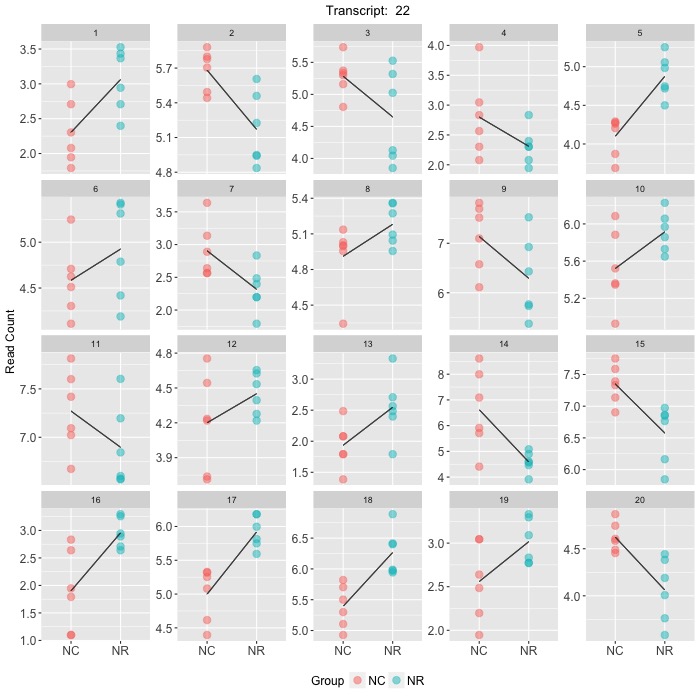 Transcript: 22
1 2 3 4 5
3.5 3.0 2.5 2.0
5.7 5.4 5.1 4.8
5.5 5.0 4.5 4.0
4.0 3.5 3.0 2.5 2.0
5.0 4.5 4.0
6 7 8 9 10
5.0 4.5
3.5 3.0 2.5 2.0
5.4 5.1 4.8 4.5
7 6
6.0 5.6 5.2
Read Count
11 12 13 14 15
7.5 7.0
4.8 4.5 4.2 3.9
3.0 2.5 2.0 1.5
8 7 6 5 4
7.5 7.0 6.5 6.0
16 17 18 19 20
3.0 2.5 2.0 1.5 1.0
6.0 5.5 5.0 4.5
6.5 6.0 5.5 5.0
3.0 2.5 2.0
4.5 4.0
NC NR NC NR NC NR NC NR NC NR
Group NC NR